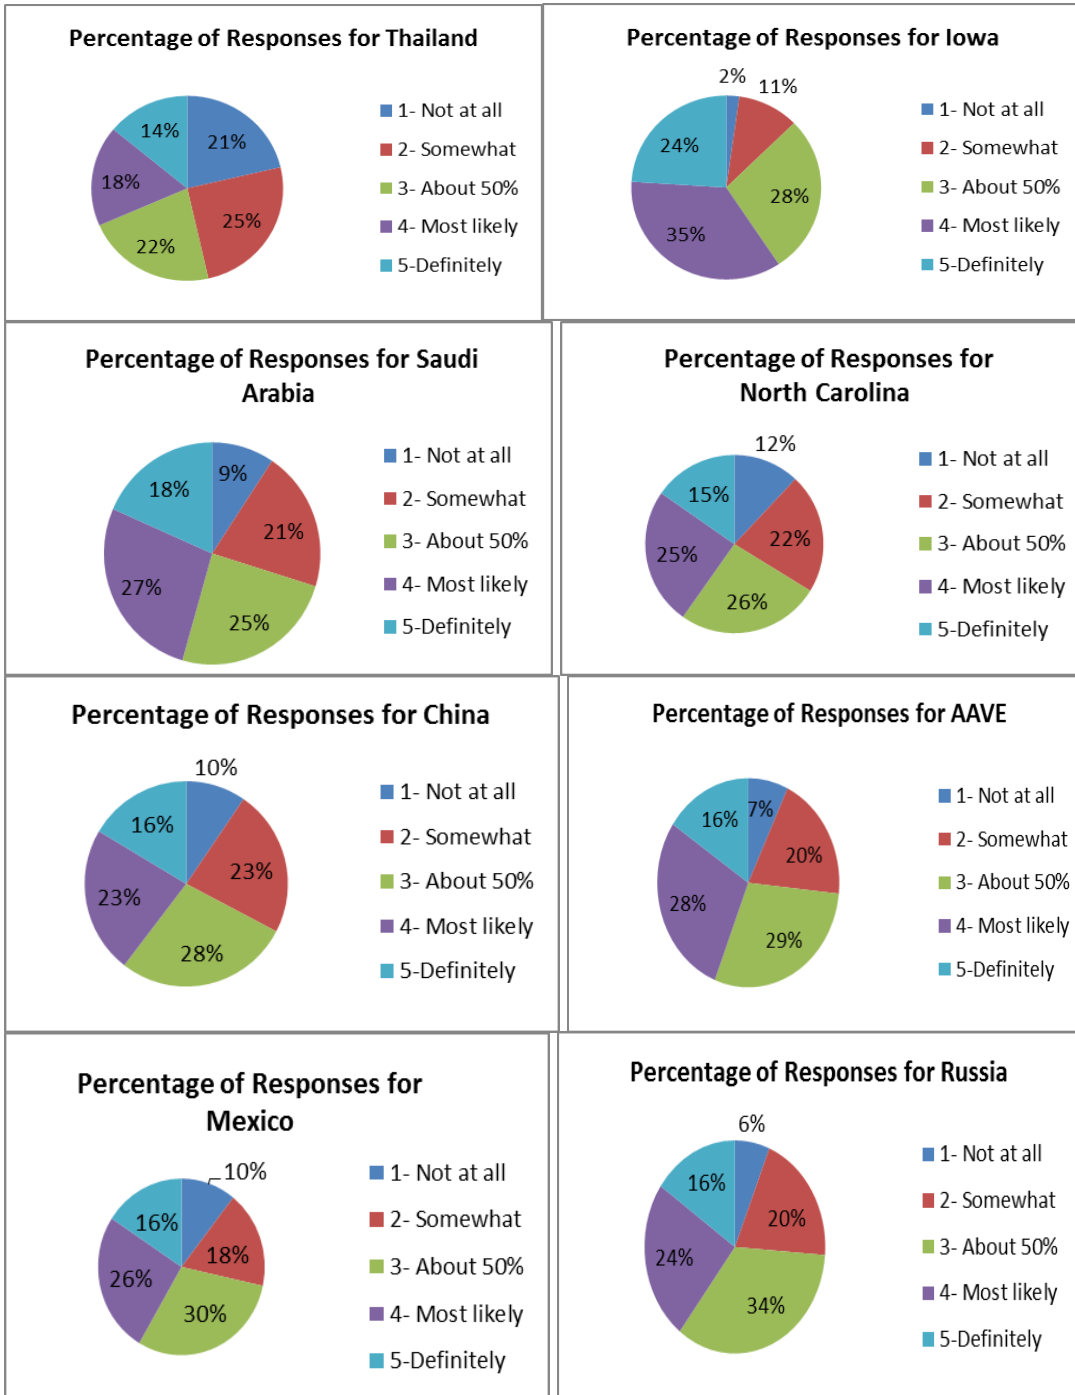 Percentage of Responses for Thailand
21%
25%
22%
18%
14%
1- Not at all
2- Somewhat
3- About 50%
4- Most likely
5-Definitely
Percentage of Responses for Iowa
2%
11%
28%
35%
24%
1- Not at all
2- Somewhat
3- About 50%
4- Most likely
5-Definitely
Percentage of Responses for Saudi
Arabia
9%
21%
25%
27%
18%
1- Not at all
2- Somewhat
3- About 50%
4- Most likely
5-Definitely
Percentage of Responses for
North Carolina
12%
22%
26%
25%
15%
1- Not at all
2- Somewhat
3- About 50%
4- Most likely
5-Definitely
Percentage of Responses for China
10%
23%
28%
23%
16%
1- Not at all
2- Somewhat
3- About 50%
4- Most likely
5-Definitely
Percentage of Responses for AAVE
7%
20%
29%
28%
16%
1- Not at all
2- Somewhat
3- About 50%
4- Most likely
5-Definitely
Percentage of Responses for
Mexico
10%
18%
30%
26%
16%
1- Not at all
2- Somewhat
3- About 50%
4- Most likely
5-Definitely
Percentage of Responses for Russia
6%
20%
34%
24%
16%
1- Not at all
2- Somewhat
3- About 50%
4- Most likely
5-Definitely